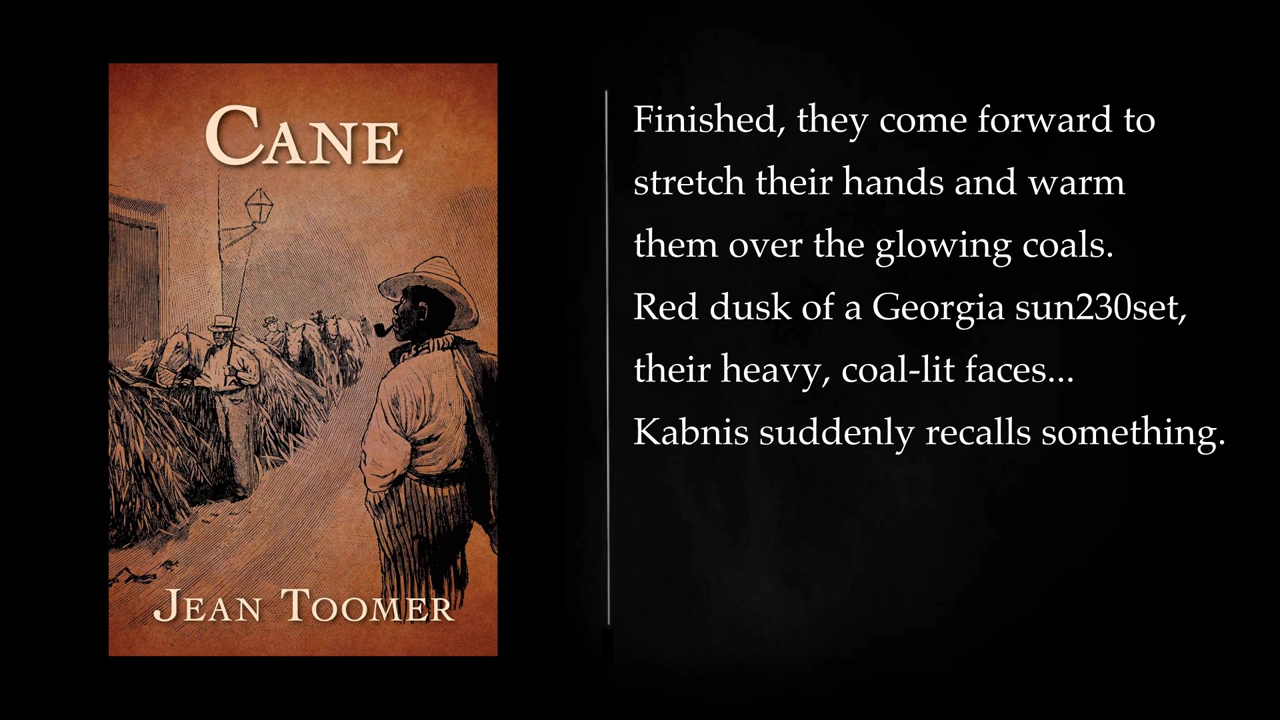 CANE
JEAN TOOMER
Finished, they come forward to
stretch their hands and warm
them over the glowing coals.
Red dusk of a Georgia sun230set,
their heavy, coal-lit faces...
Kabnis suddenly recalls something.